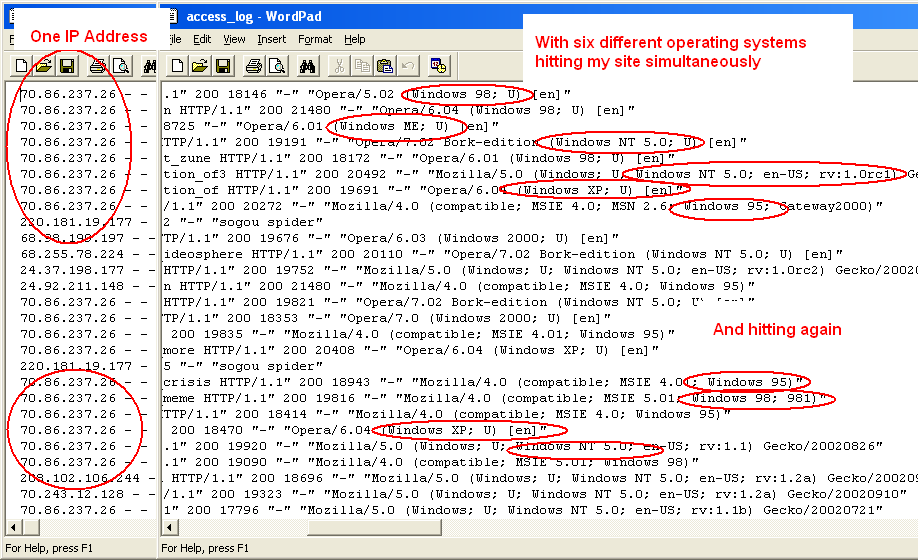 access_log - WordPad
One IP Address
With six different operating systems
hitting my site simultaneously
File Edit View Insert Format Help
70.86.237.26 - - .1" 200 18146 "-" "Opera/5.02 (Windows 98; U) [en]"
70.86.237.26 - - n HTTP/1.1" 200 21480 "-" "Opera/6.04 (Windows 98; U) [en]
70.86.237.26 - - 8725 "-" "Opera/6.01 (Windows ME; U) [en]"
70.86.237.26 - - TTP/1.1" 200 19191 "-" "Opera/7.02 Bork-edition (Windows NT 5.0; U) [en]"
70.86.237.26 - - t_zune HTTP/1.1" 200 18172 "-" "Opera/6.01 (Windows 98; U) [en]"
70.86.237.26 - - tion_of3 HTTP/1.1" 200 20492 "-" "Mozilla/5.0 (Windows; U; Windows NT 5.0; en-US; rv:1.0rc1) Ge
70.86.237.26 - - tion_of HTTP/1.1" 200 19691 "-" "Opera/6.04 (Windows XP; U) [en]"
70.86.237.26 - - /1.1" 200 20272 "-" "Mozilla/4.0 (compatible; MSIE 4.0; MSN 2.6; Windows 95; Gateway2000)"
220.181.19.177 - 2 "-" "sogou spider"
68.98.199.197 - - TP/1.1" 200 19676 "-" "Opera/6.03 (Windows 2000; U) [en]"
68.255.78.224 - - ideosphere HTTP/1.1" 200 20110 "-" "Opera/7.02 Bork-edition (Windows NT 5.0; U) [en]"
24.37.198.177 - - HTTP/1.1" 200 19752 "-" "Mozilla/5.0 (Windows; U; Windows NT 5.0; en-US; rv:1.0rc2) Gecko/20020
24.92.211.148 - - n HTTP/1.1" 200 21480 "-" "Mozilla/4.0 (compatible; MSIE 4.0; Windows 95)"
70.86.237.26 - - HTTP/1.1" 200 19821 "-" "Opera/7.02 Bork-edition (Windows NT 5.0; U)
70.86.237.26 - - TP/1.1" 200 18353 "-" "Opera/7.0 (Windows 2000; U) [en]"
70.86.237.26 - - 200 19835 "-" "Mozilla/4.0 (compatible; MSIE 4.01; Windows 95)"
And hitting again
70.86.237.26 - - more HTTP/1.1" 200 20408 "-" "Opera/6.04 (Windows XP; U) [en]"
220.181.19.177 - 5 "-" "sogou spider"
70.86.237.26 - - crisis HTTP/1.1" 200 18943 "-" "Mozilla/4.0 (compatible; MSIE 4.0; Windows 95)"
70.86.237.26 - - meme HTTP/1.1" 200 19816 "-" "Mozilla/4.0 (compatible; MSIE 5.01; Windows 98; 981)"
70.86.237.26 - - TTP/1.1" 200 18414 "-" "Mozilla/4.0 (compatible; MSIE 4.0; Windows 95)"
70.86.237.26 - - 200 18470 "-" "Opera/6.04 (Windows XP; U) [en]"
70.86.237.26 - - .1" 200 19920 "-" "Mozilla/5.0 (Windows; U; Windows NT 5.0; en-US; rv:1.1) Gecko/20020826"
70.86.237.26 - - .1" 200 19090 "-" "Mozilla/4.0 (compatible; MSIE 5.01; Windows 98)"
208.102.106.244 - HTTP/1.1" 200 18696 "-" "Mozilla/5.0 (Windows; U; Windows NT 5.0; en-US; rv:1.2a) Gecko/20020
70.243.12.128 - - /1.1" 200 19323 "-" "Mozilla/5.0 (Windows; U; Windows NT 5.0; en-US; rv:1.2a) Gecko/20020910"
70.86.237.26 - - 1" 200 17796 "-" "Mozilla/5.0 (Windows; U; Windows NT 5.0; en-US; rv:1.1b) Gecko/20020721"
For Help, press F1 For Help, press F1